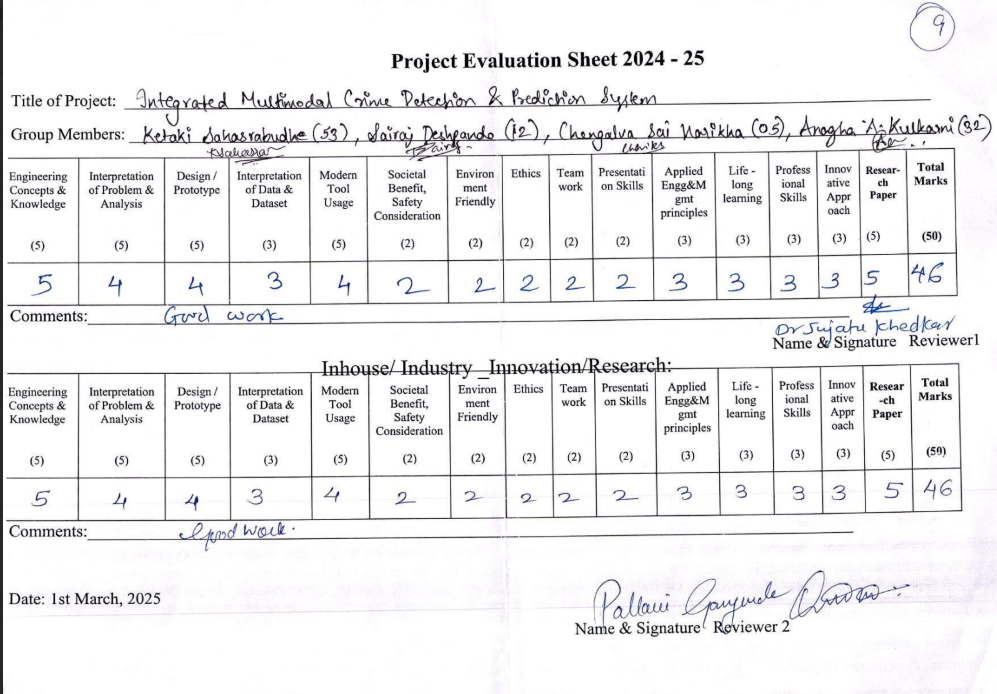 9
Project Evaluation Sheet 2024 - 25
Title of Project: Integrated Multimodal Crime Detection & Prediction System
Group Members: Ketaki Sahasrabudhe (53), Sairaj Deshpande (12), Chengalva Sai Harikha (05), Anagha A. Kulkarni (32)
Engineering Concepts & Knowledge (5) Interpretation of Problem & Analysis (5) Design / Prototype (5) Interpretation of Data & Dataset (3) Modern Tool Usage (5) Societal Benefit, Safety Consideration (2) Environ ment Friendly (2) Ethics (2) Team work (2) Presentati on Skills (2) Applied Engg&M gmt principles (3) Life - long learning (3) Profess ional Skills (3) Innov ative Appr oach (3) Resear- ch Paper (5) Total Marks (50)
5 4 4 3 4 2 2 2 2 2 3 3 3 3 5 46
Comments: Good work
Dr Sujata Khedkar
Name & Signature Reviewer1
Inhouse/ Industry _Innovation/Research:
Engineering Concepts & Knowledge (5) Interpretation of Problem & Analysis (5) Design / Prototype (5) Interpretation of Data & Dataset (3) Modern Tool Usage (5) Societal Benefit, Safety Consideration (2) Environ ment Friendly (2) Ethics (2) Team work (2) Presentati on Skills (2) Applied Engg&M gmt principles (3) Life - long learning (3) Profess ional Skills (3) Innov ative Appr oach (3) Resear -ch Paper (5) Total Marks (50)
5 4 4 3 4 2 2 2 2 2 3 3 3 3 5 46
Comments: Good work.
Date: 1st March, 2025
Pallavi Gangurde
Name & Signature Reviewer 2